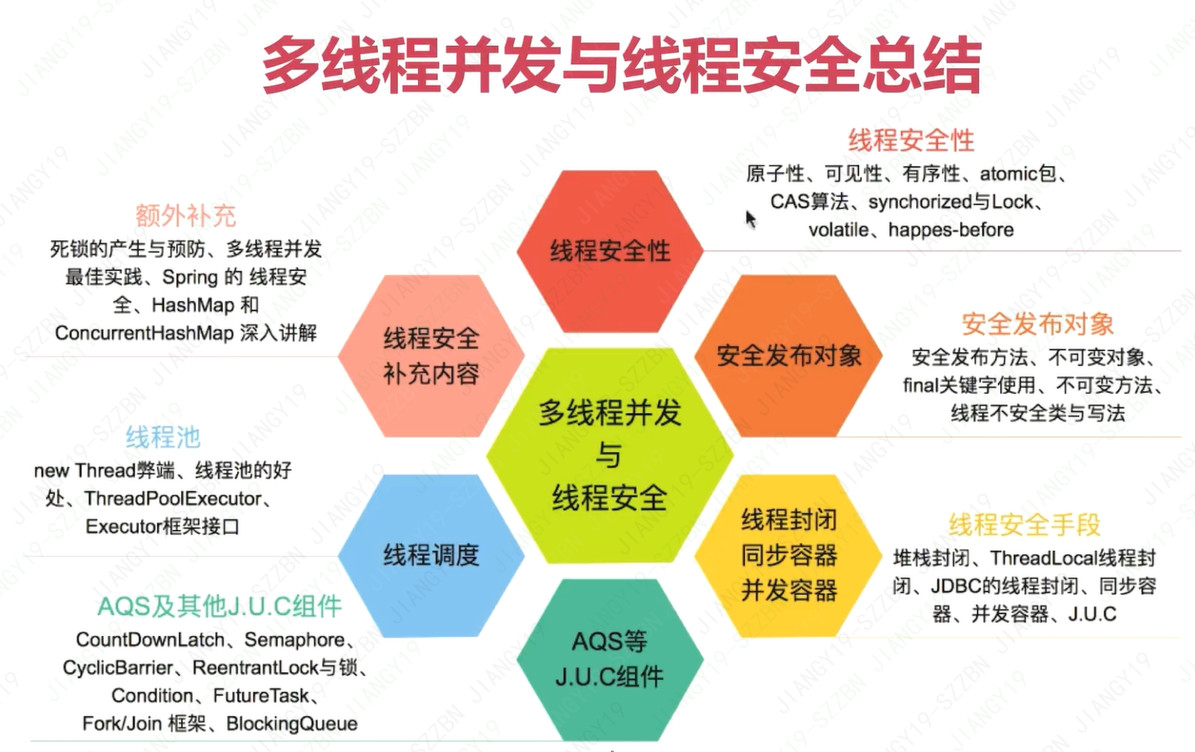 多线程并发与线程安全总结
线程安全性
原子性、可见性、有序性、atomic包、
CAS算法、synchorized与Lock、
volatile、happes-before
额外补充
死锁的产生与预防、多线程并发
最佳实践、Spring 的 线程安
全、HashMap 和
ConcurrentHashMap 深入讲解
线程安全性
线程安全
补充内容
安全发布对象
安全发布对象
安全发布方法、不可变对象、
final关键字使用、不可变方法、
线程不安全类与写法
多线程并发
与
线程安全
线程池
new Thread弊端、线程池的好
处、ThreadPoolExecutor、
Executor框架接口
线程调度
线程封闭
同步容器
并发容器
线程安全手段
堆栈封闭、ThreadLocal线程封
闭、JDBC的线程封闭、同步容
器、并发容器、J.U.C
AQS及其他J.U.C组件
CountDownLatch、Semaphore、
CyclicBarrier、ReentrantLock与锁、
Condition、FutureTask、
Fork/Join 框架、BlockingQueue
AQS等
J.U.C组件
JIANGY19-SZZBN